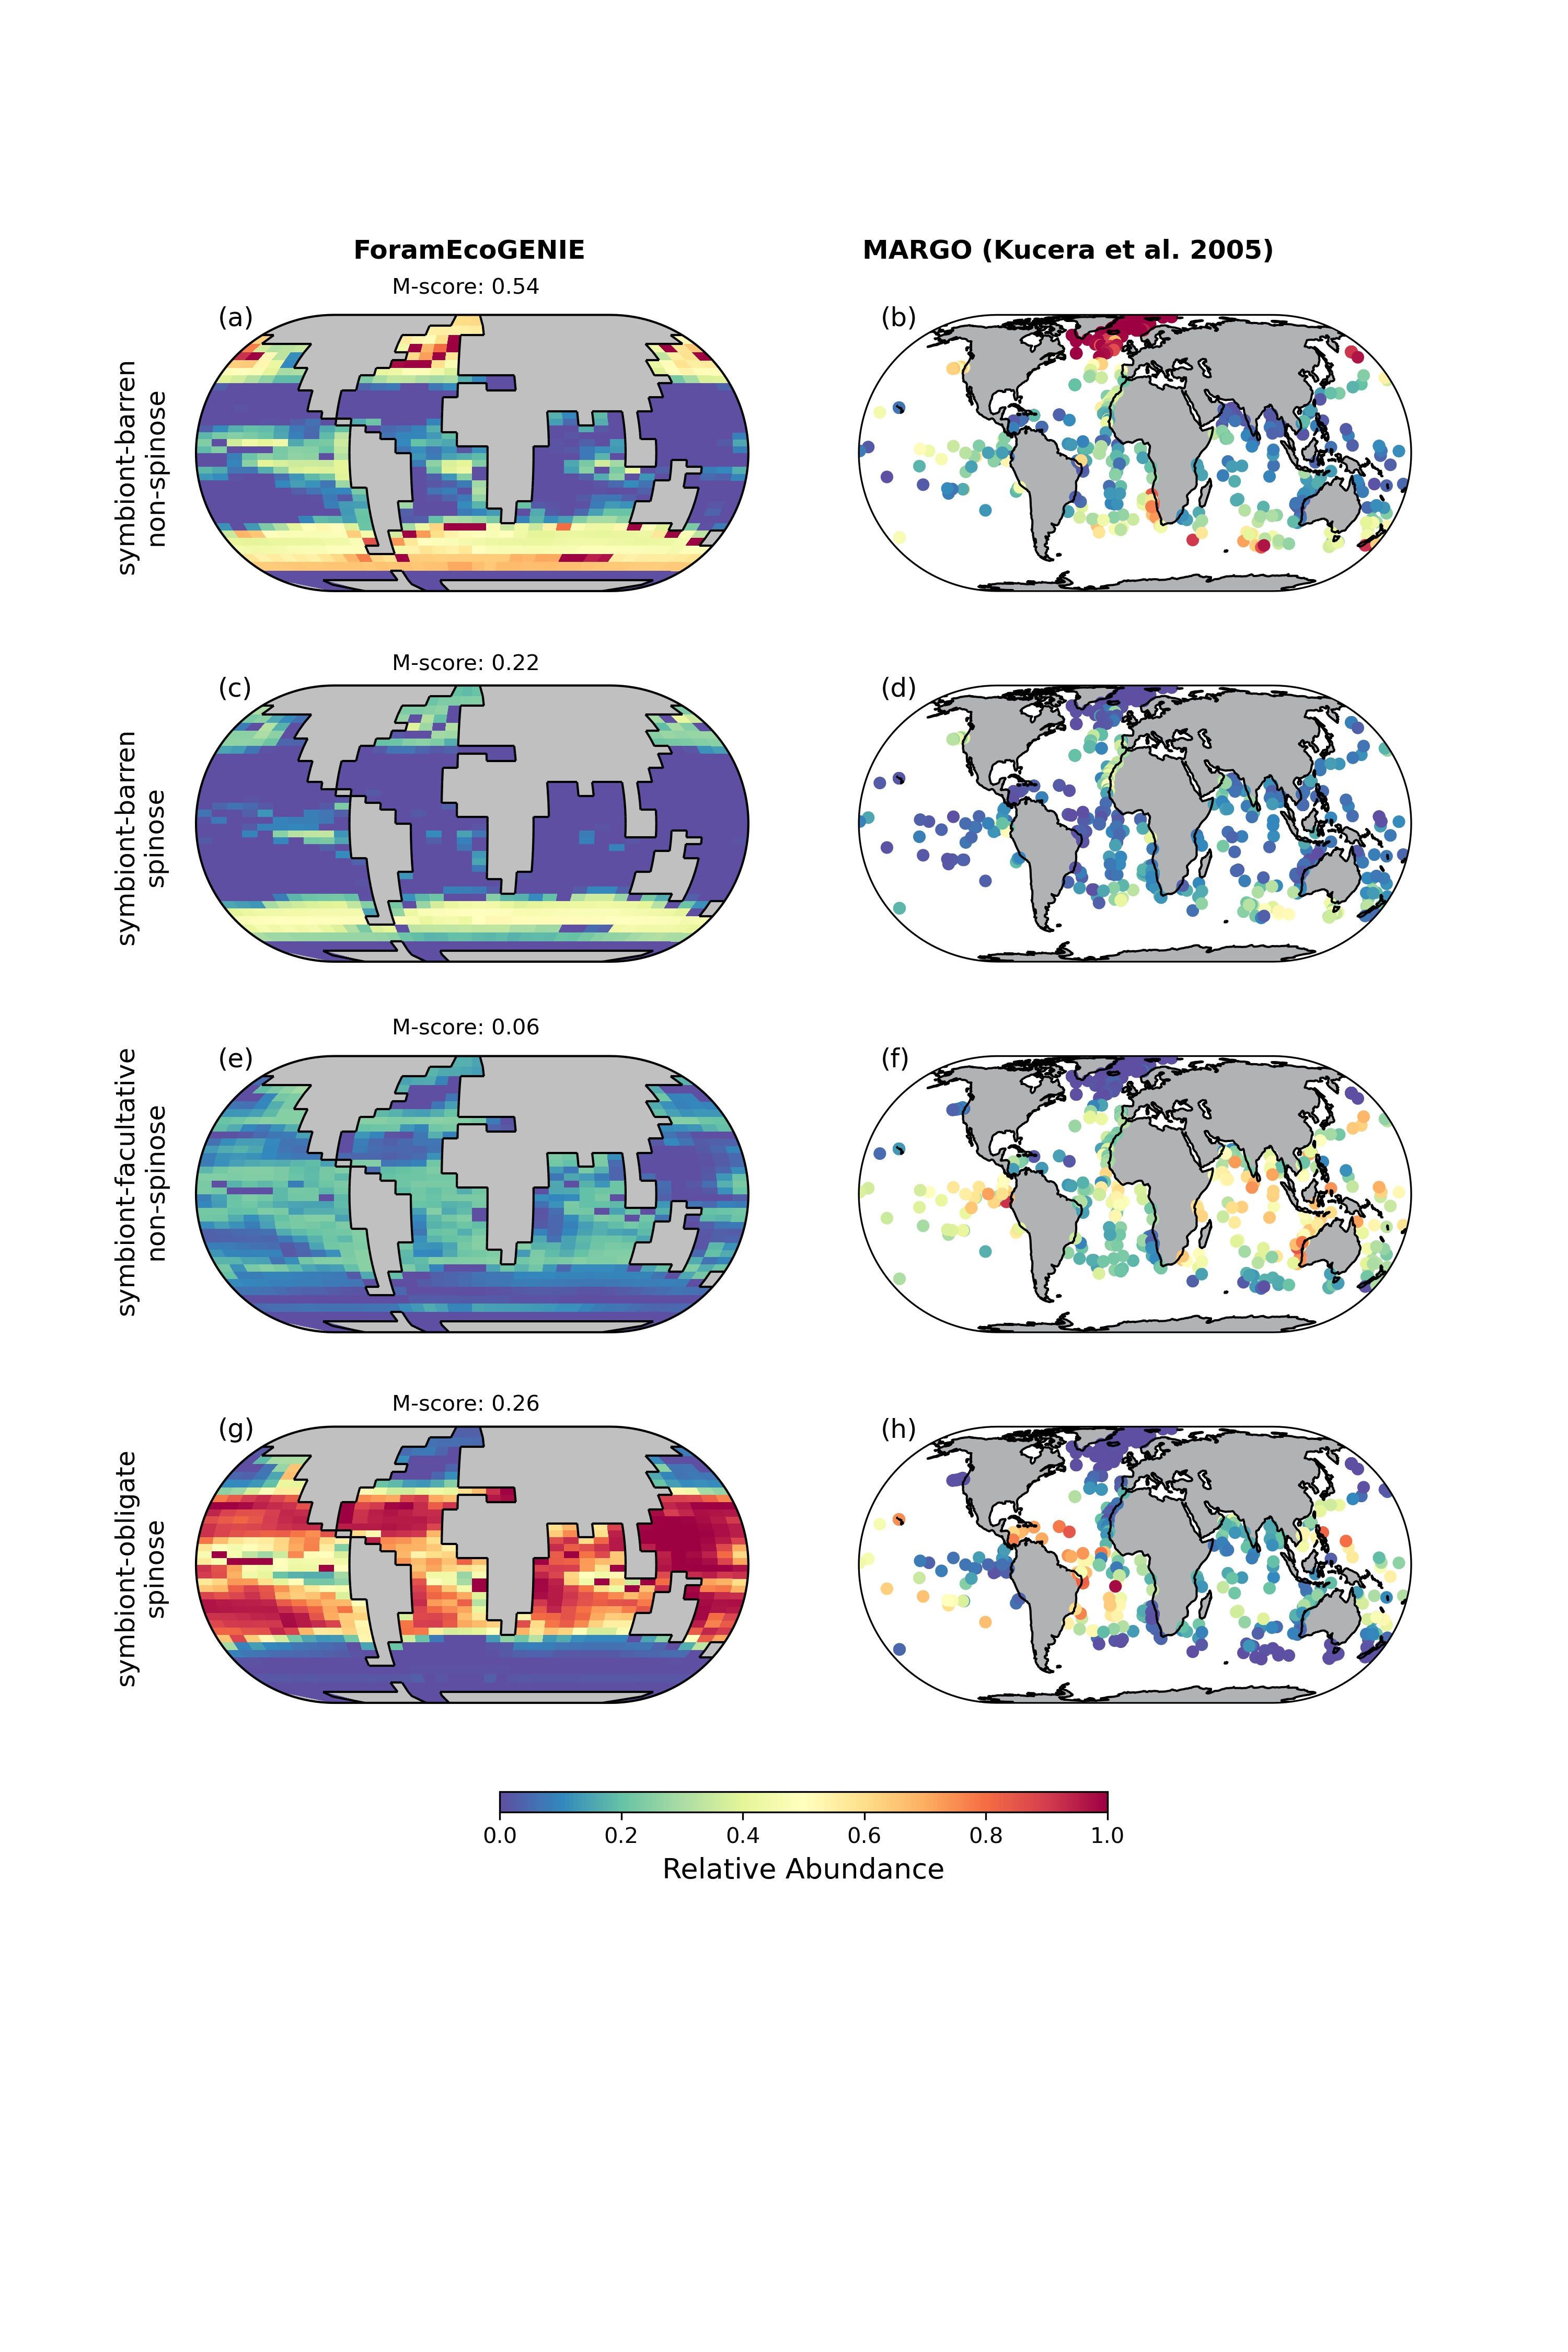 ForamEcoGENIE
MARGO (Kucera et al. 2005)
M-score: 0.54
(a)
(b)
symbiont-barren
non-spinose
M-score: 0.22
(c)
(d)
symbiont-barren
spinose
M-score: 0.06
(e)
(f)
symbiont-facultative
non-spinose
M-score: 0.26
(g)
(h)
symbiont-obligate
spinose
0.0
0.2
0.4
0.6
0.8
1.0
Relative Abundance